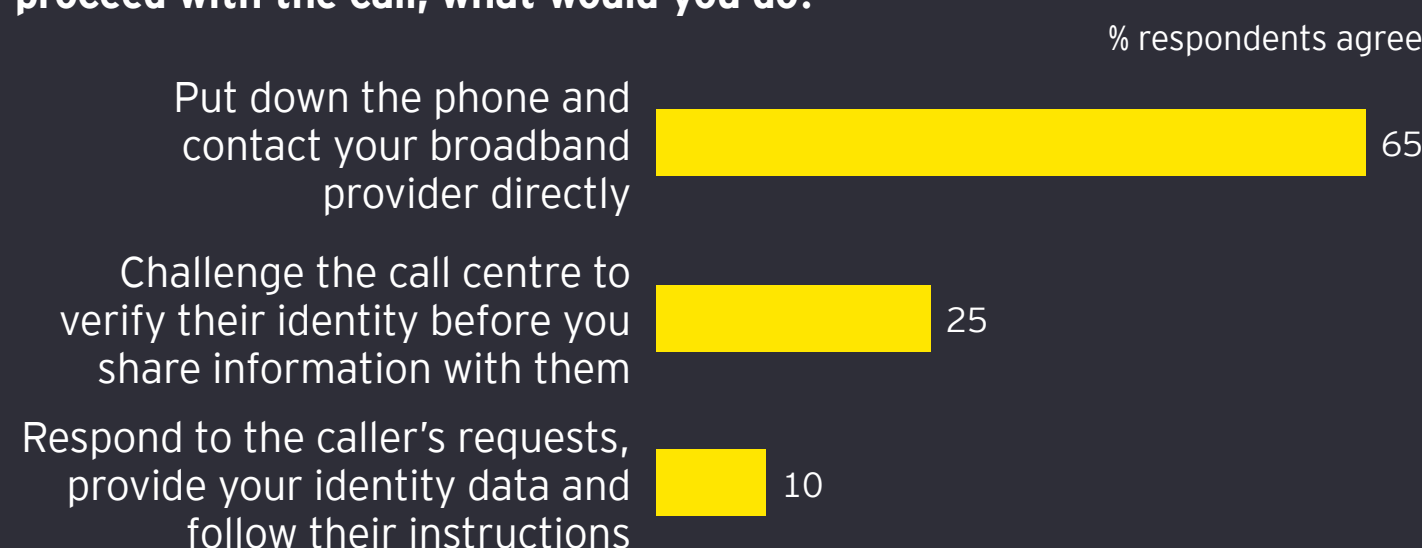 proceed with the call, what would you do?
% respondents agree
Put down the phone and
contact your broadband
provider directly
65
Challenge the call centre to
verify their identity before you
share information with them
25
Respond to the caller’s requests,
provide your identity data and
follow their instructions
10